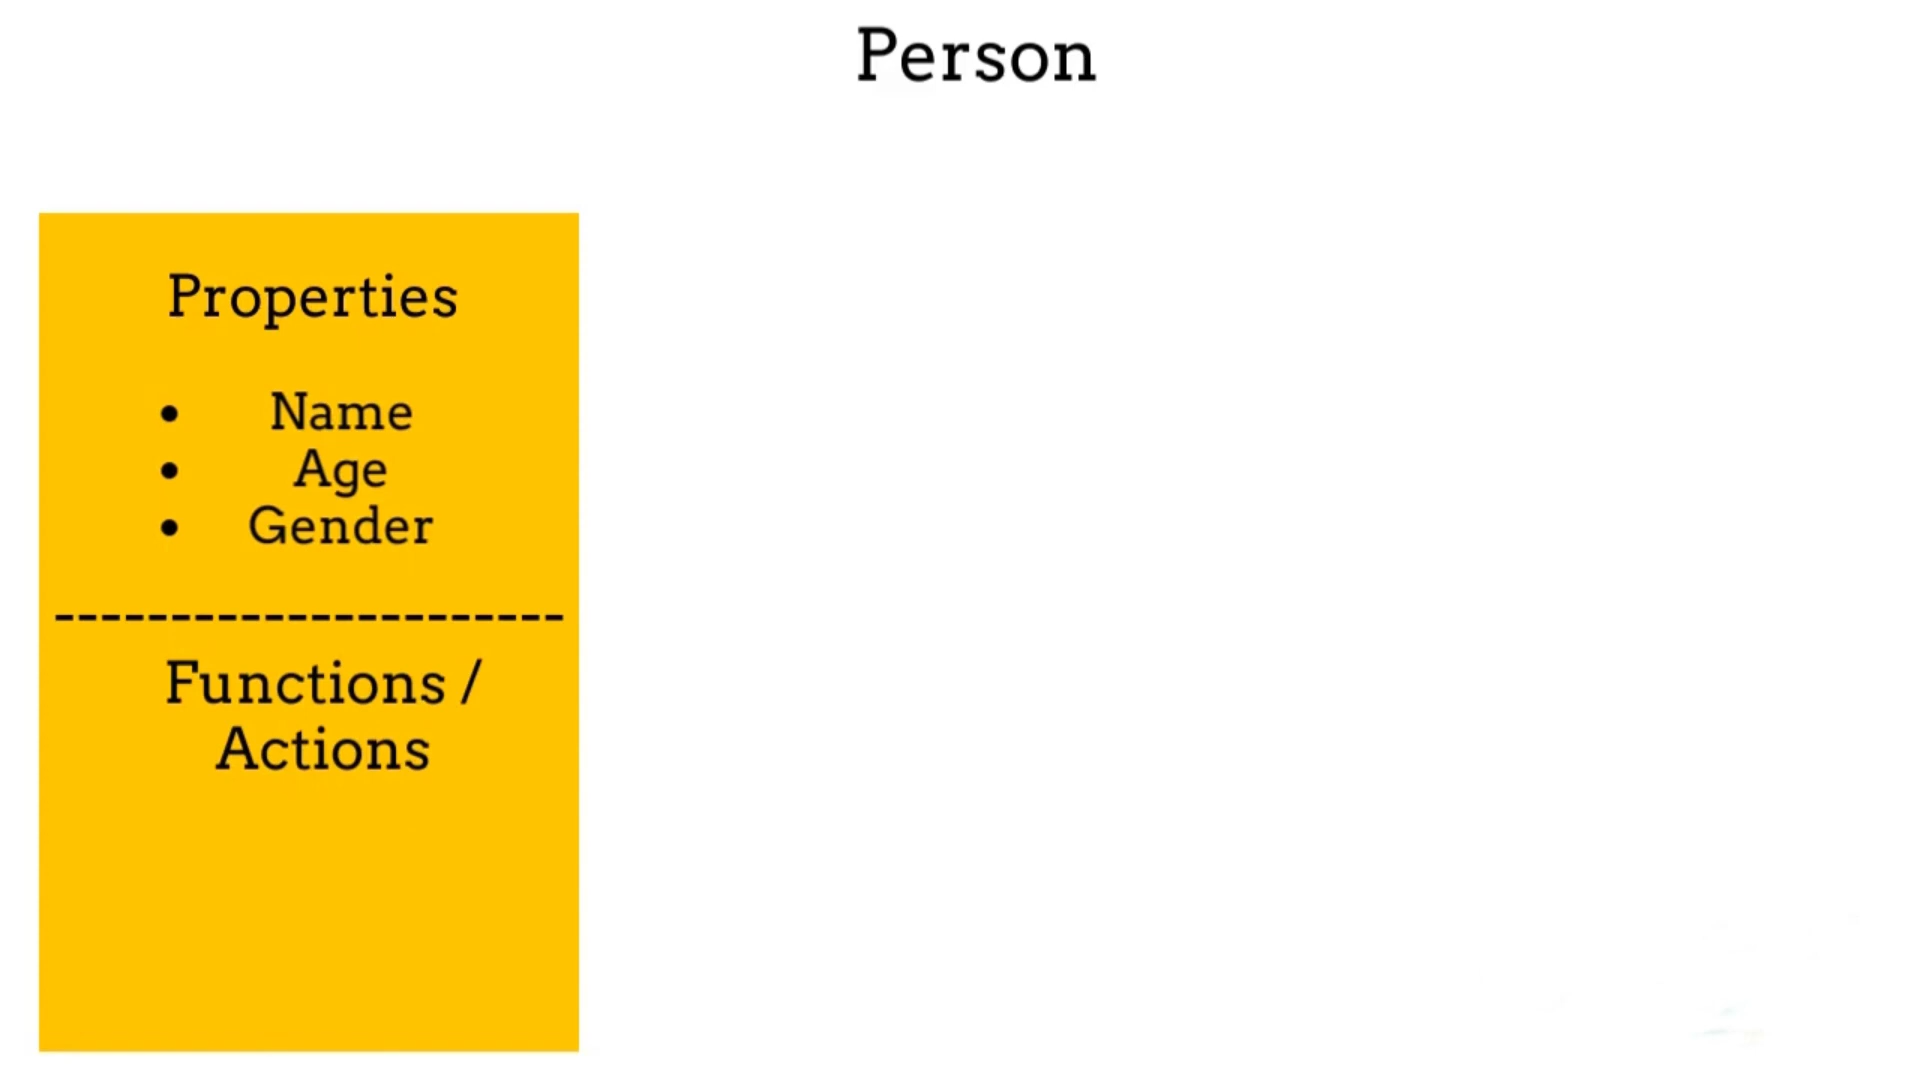 Person
Properties
• Name
• Age
• Gender
----------------------
Functions /
Actions